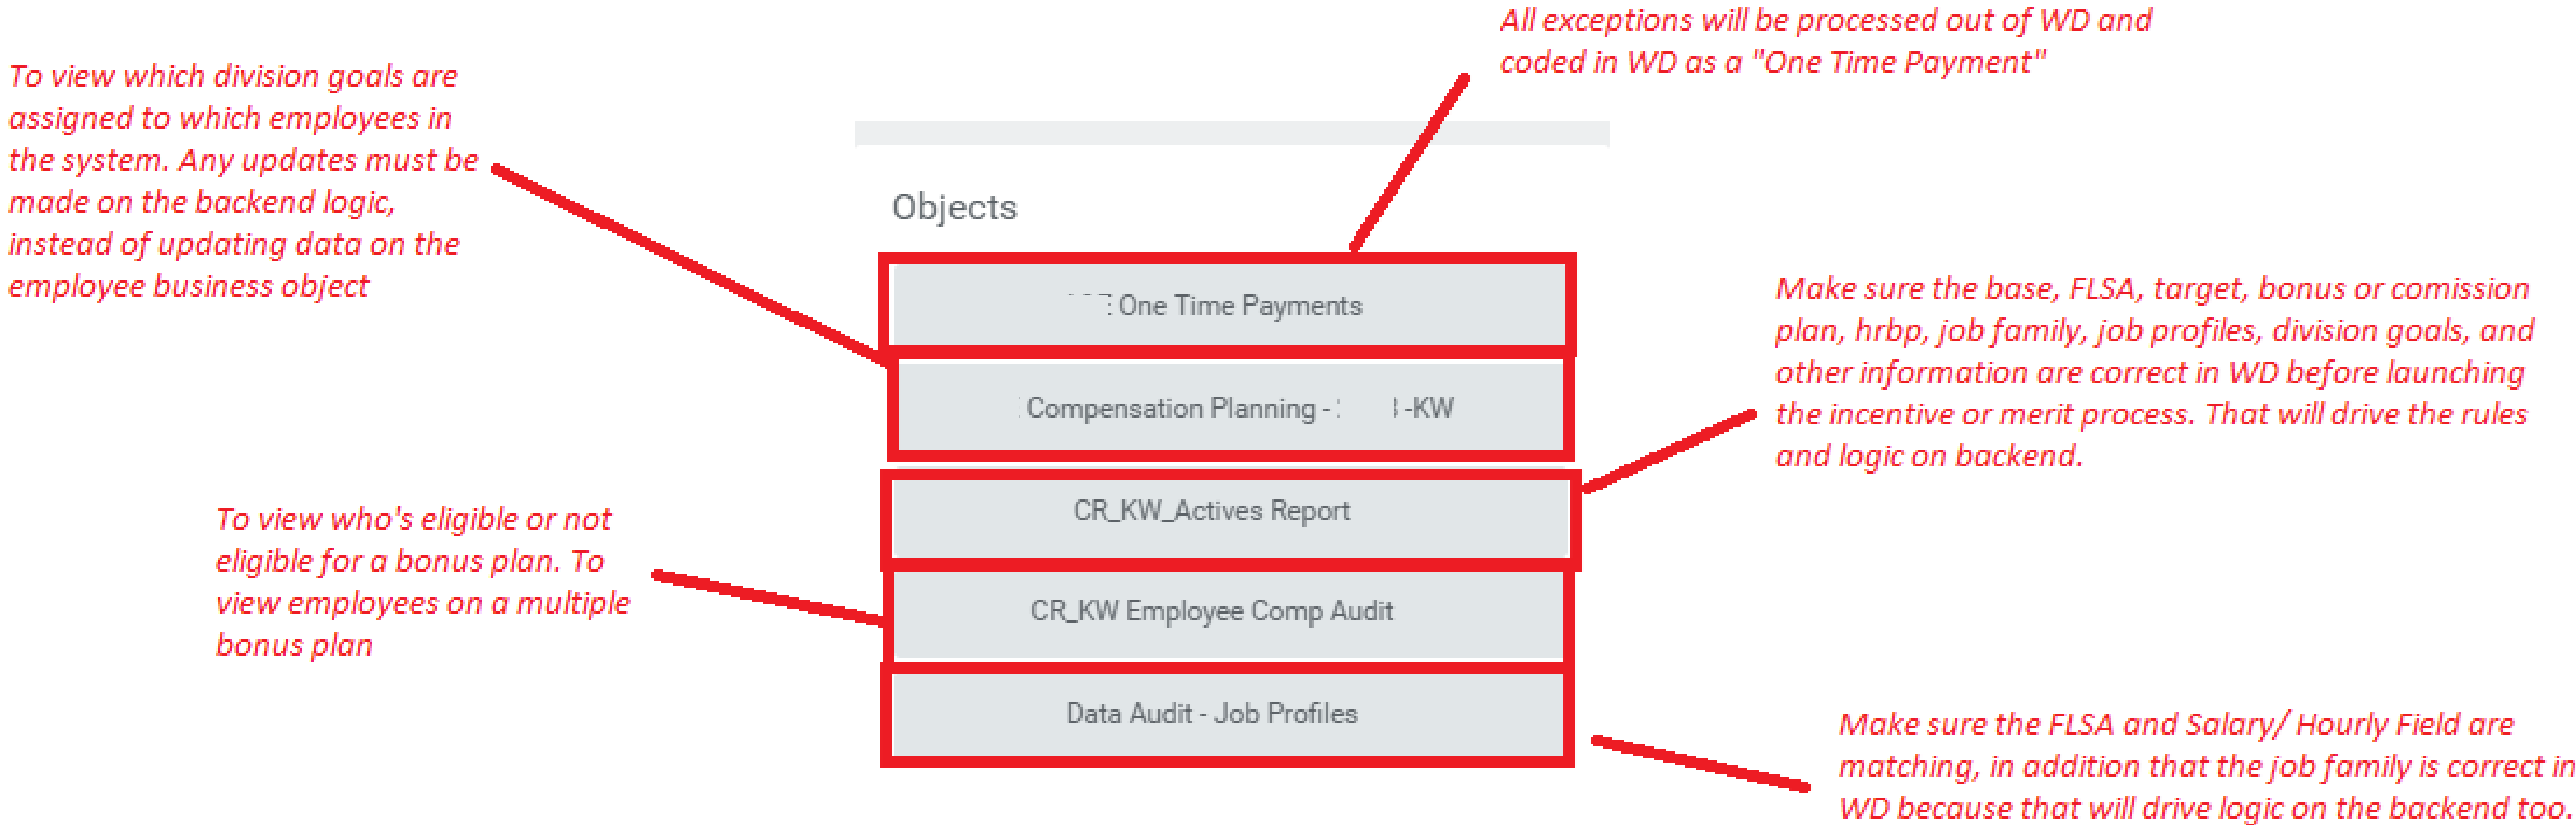 All exceptions will be processed out of WD and
coded in WD as a "One Time Payment"
To view which division goals are
assigned to which employees in
the system. Any updates must be
made on the backend logic,
instead of updating data on the
employee business object
Objects
One Time Payments
Compensation Planning - -KW
CR_KW_Actives Report
CR_KW Employee Comp Audit
Data Audit - Job Profiles
Make sure the base, FLSA, target, bonus or comission
plan, hrbp, job family, job profiles, division goals, and
other information are correct in WD before launching
the incentive or merit process. That will drive the rules
and logic on backend.
To view who's eligible or not
eligible for a bonus plan. To
view employees on a multiple
bonus plan
Make sure the FLSA and Salary/ Hourly Field are
matching, in addition that the job family is correct in
WD because that will drive logic on the backend too.